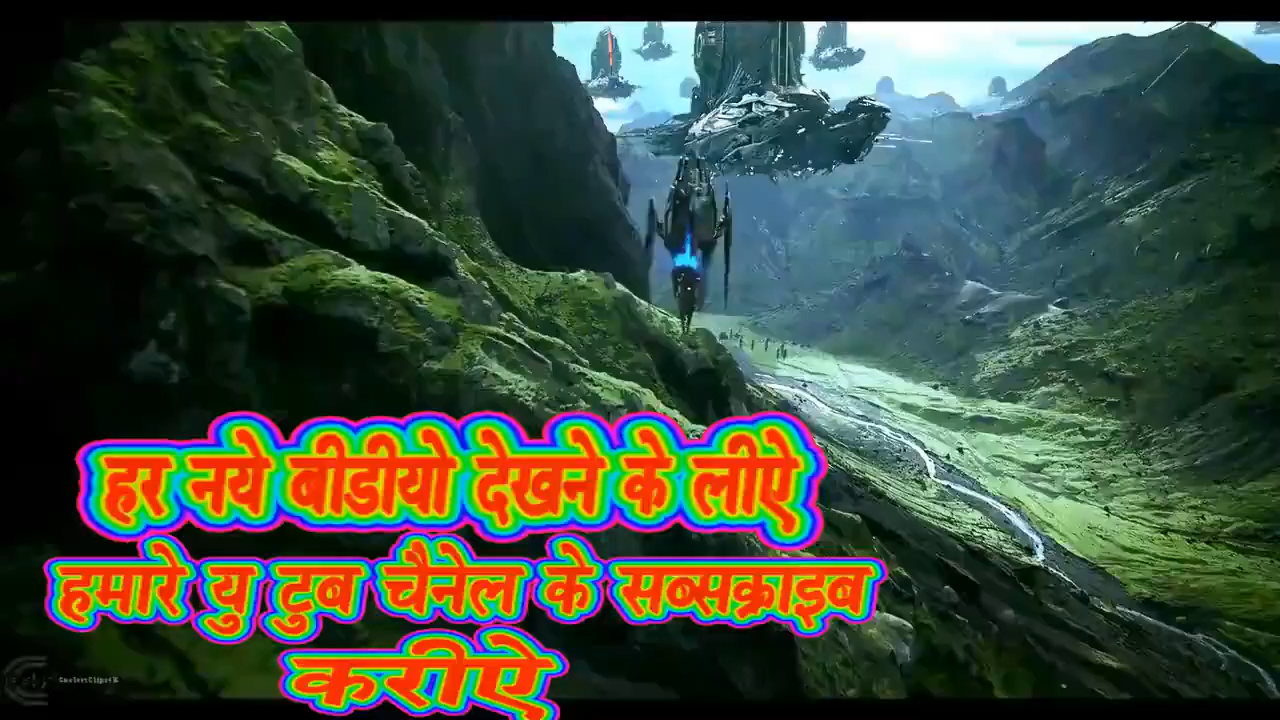 हर नये बीडीयो देखने के लीऐ
हमारे यु टुब चैनेल के सब्सक्राइब
करीऐ